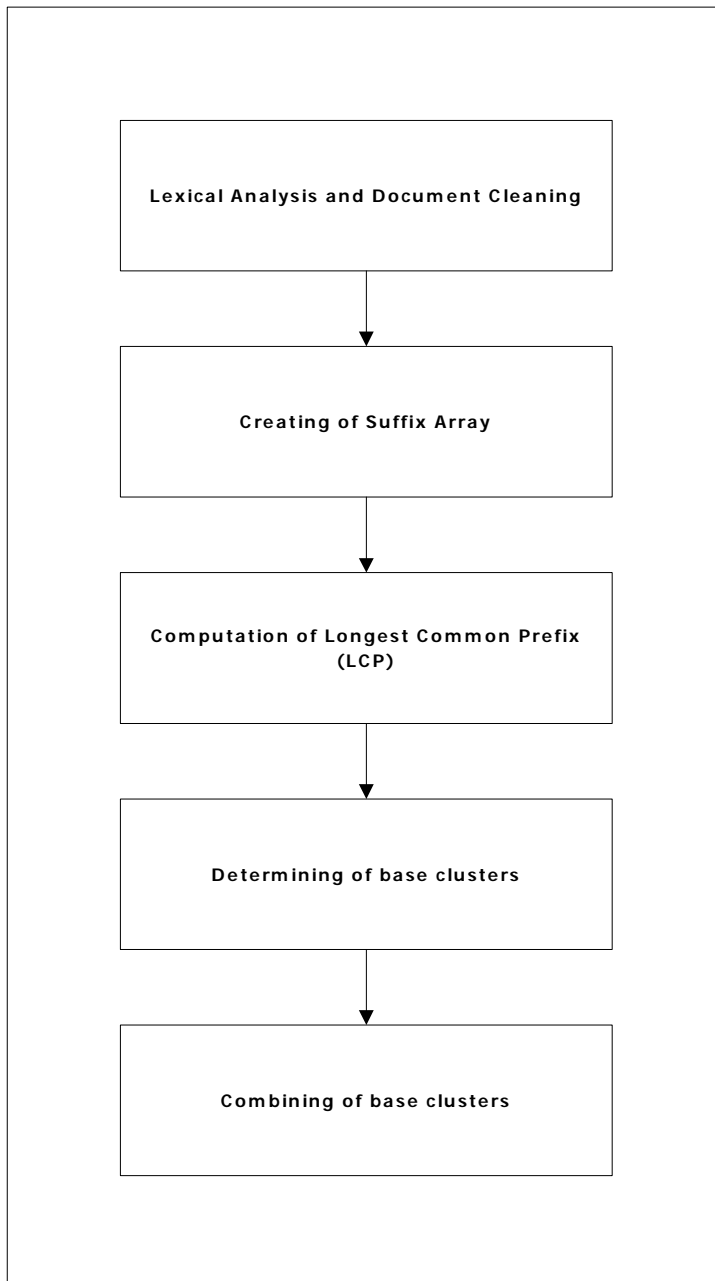 Lexical Analysis and Document Cleaning
Creating of Suffix Array
Computation of Longest Common Prefix
(LCP)
Determining of base clusters
Combining of base clusters